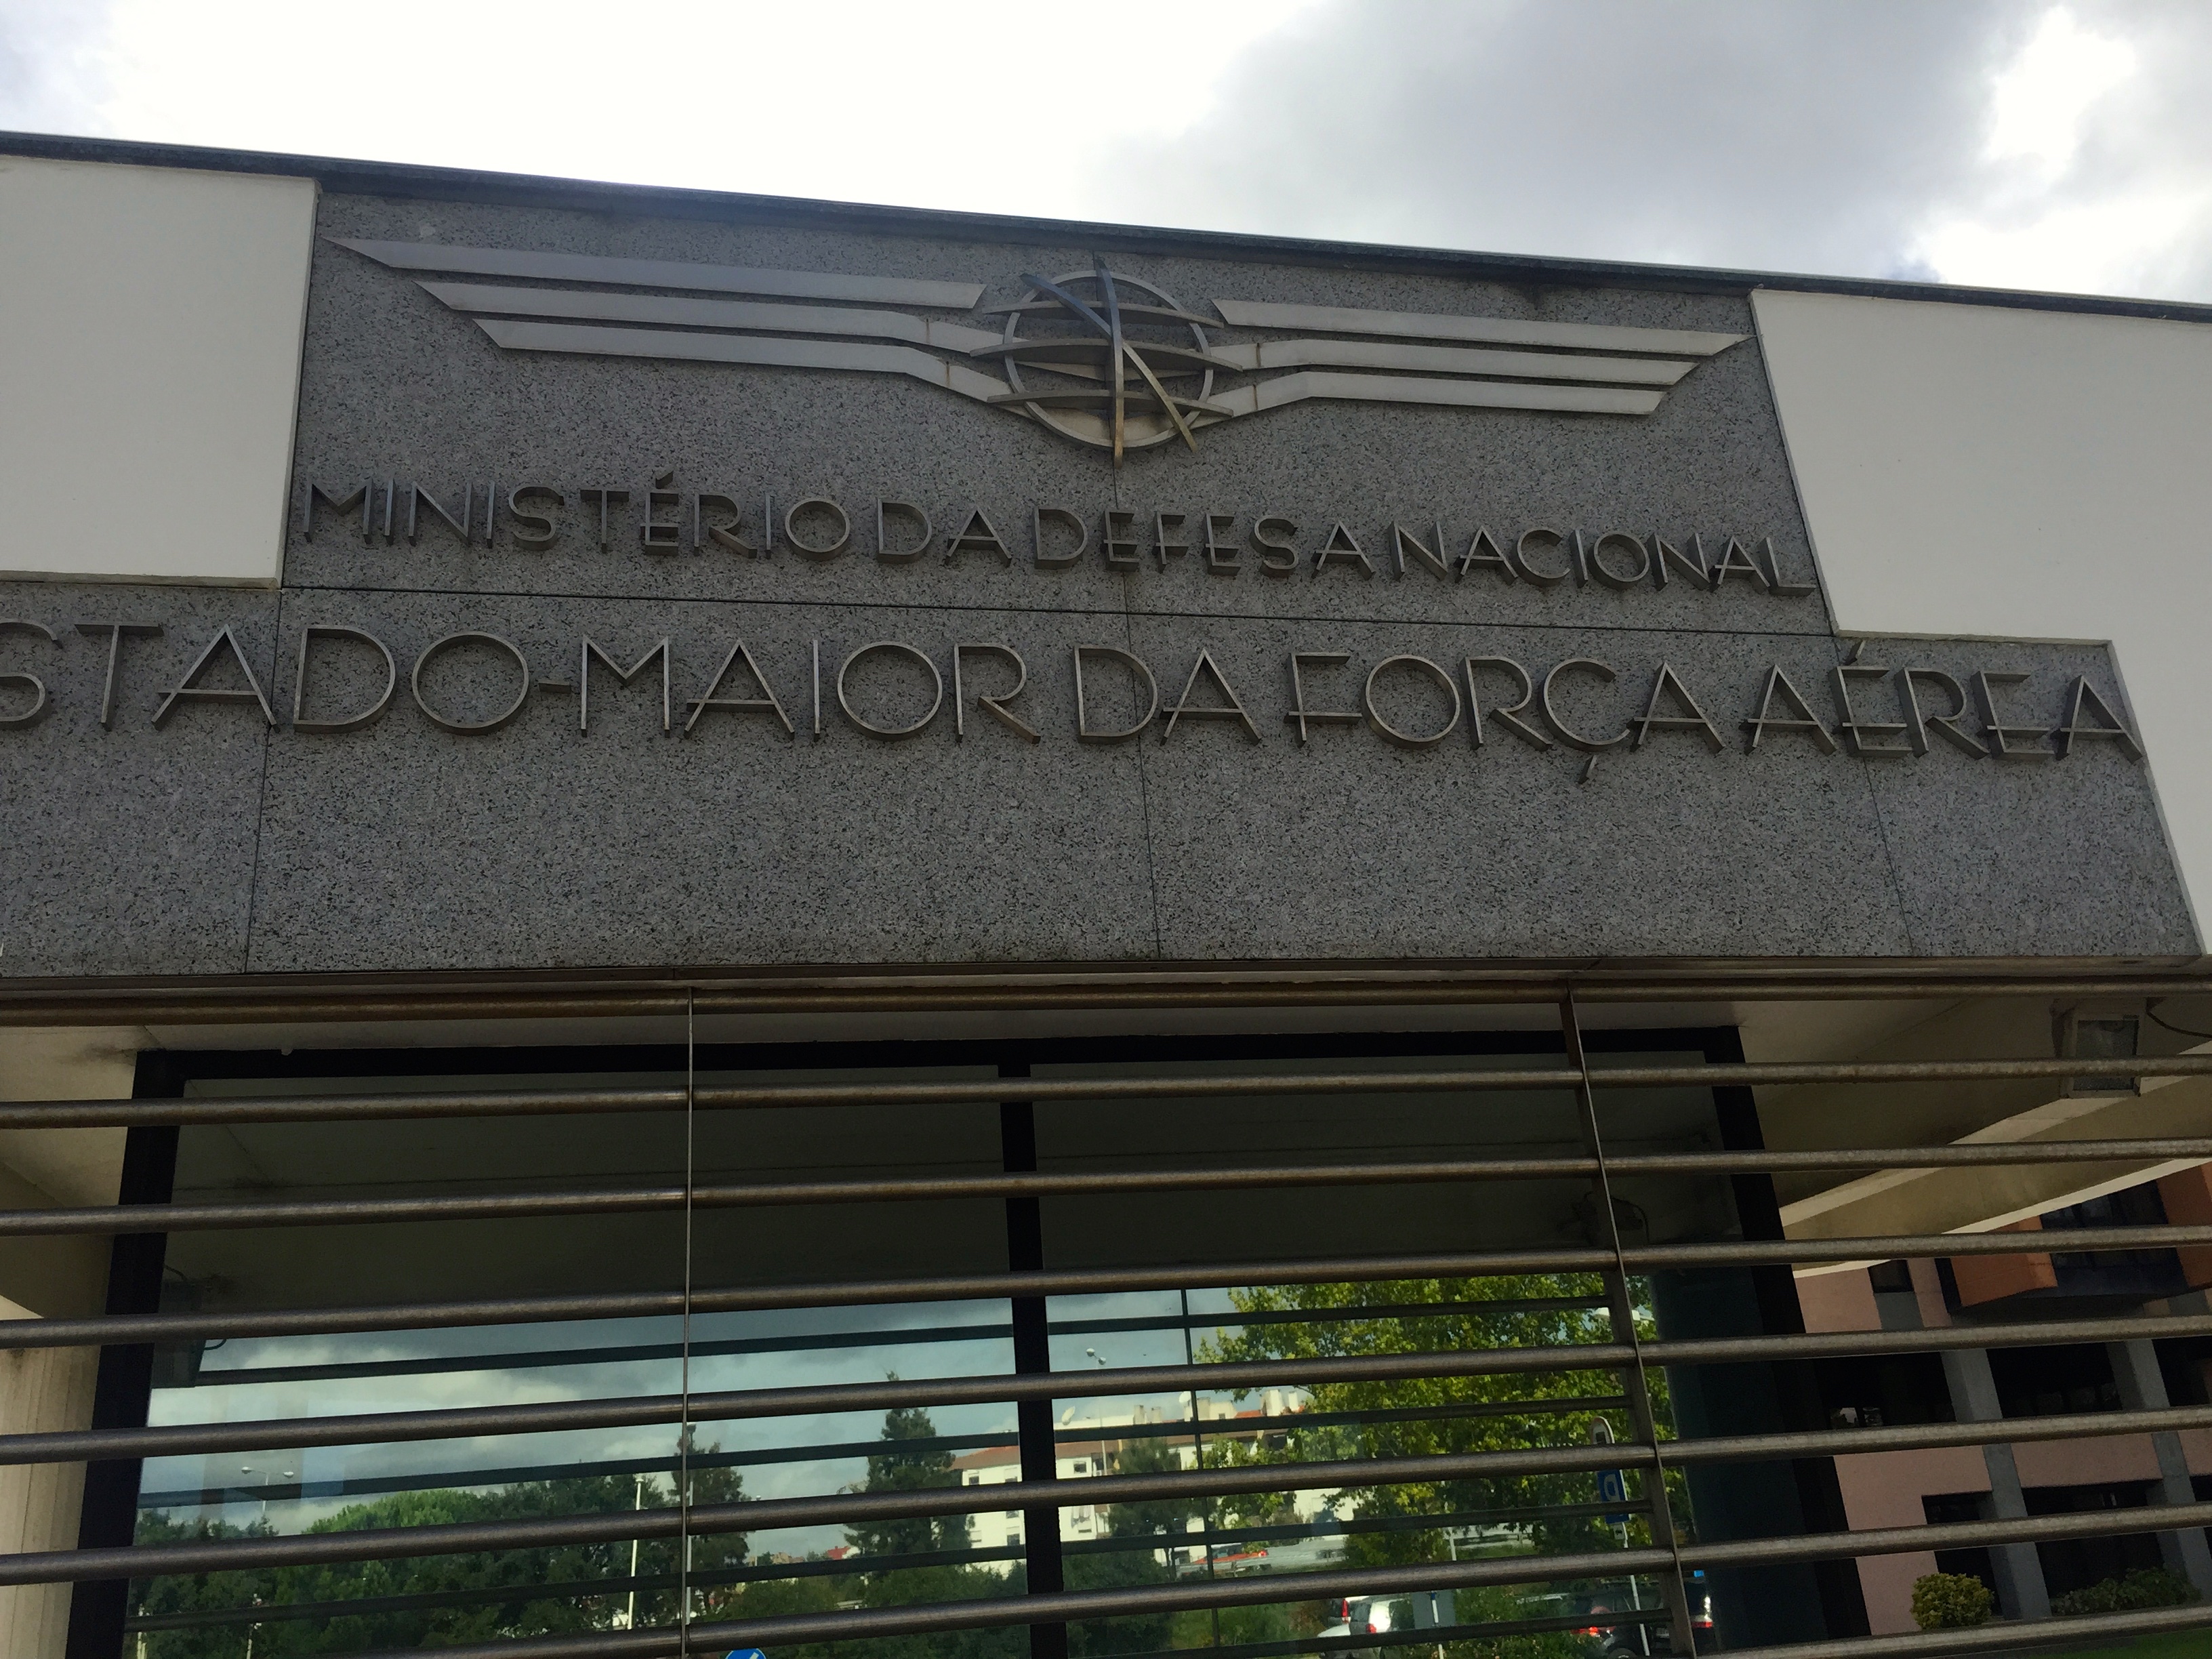 MINISTÉRIO DA DEFESA NACIONAL
STADO-MAIOR DA FORÇA AÉREA